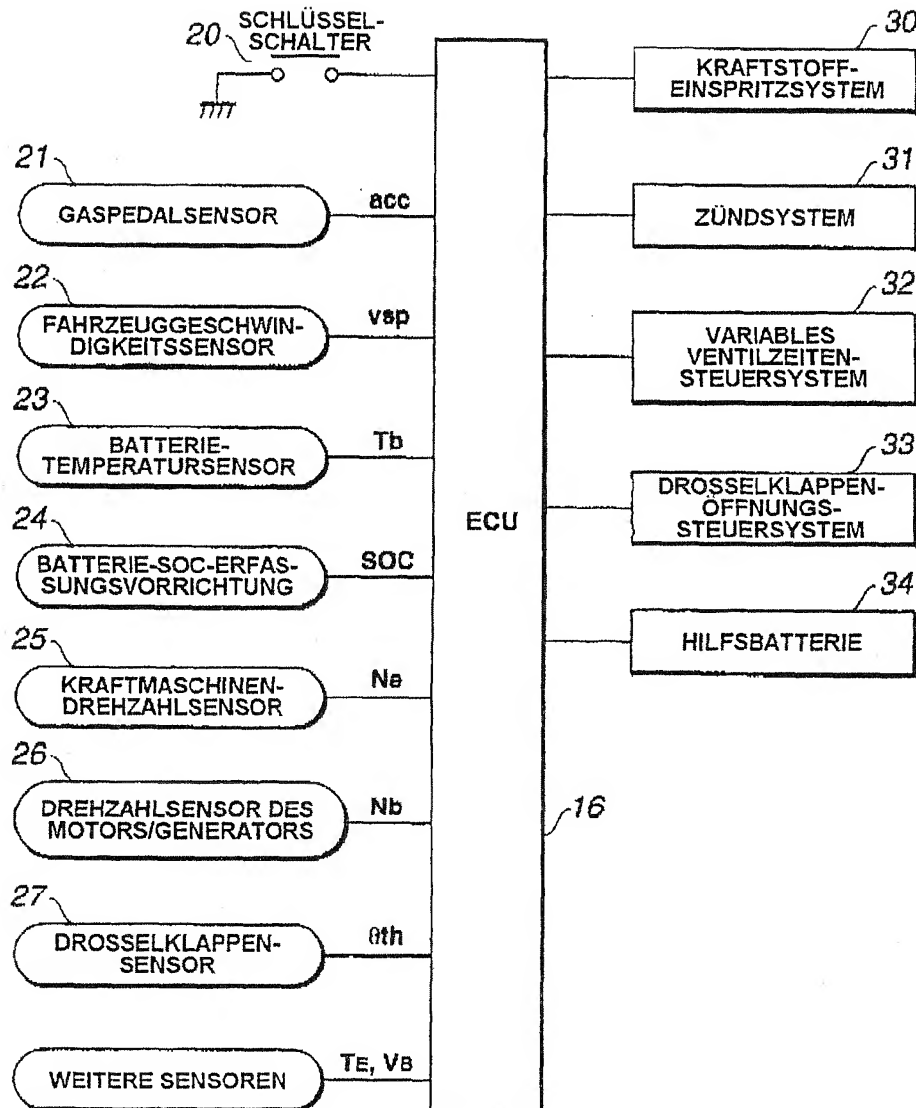 20
SCHLÜSSEL-
SCHALTER
21
GASPEDALSENSOR
acc
22
FAHRZEUGGESCHWIN-
DIGKEITSSENSOR
vsp
23
BATTERIE-
TEMPERATURSENSOR
Tb
24
BATTERIE-SOC-ERFAS-
SUNGSVORRICHTUNG
SOC
25
KRAFTMASCHINEN-
DREHZAHLSENSOR
Ne
26
DREHZAHLSENSOR DES
MOTORS/GENERATORS
Nb
27
DROSSELKLAPPEN-
SENSOR
θth
WEITERE SENSOREN
TE, VB
ECU
16
30
KRAFTSTOFF-
EINSPRITZSYSTEM
31
ZÜNDSYSTEM
32
VARIABLES
VENTILZEITEN-
STEUERSYSTEM
33
DROSSELKLAPPEN-
ÖFFNUNGS-
STEUERSYSTEM
34
HILFSBATTERIE